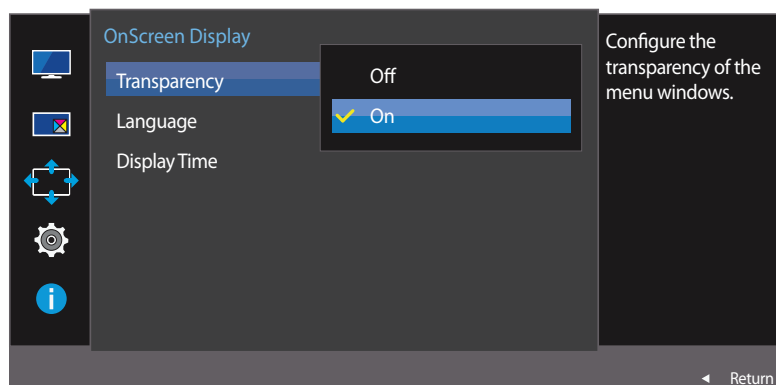 OnScreen Display
Transparency
Language
Display Time
Off
On
Configure the
transparency of the
menu windows.
Return